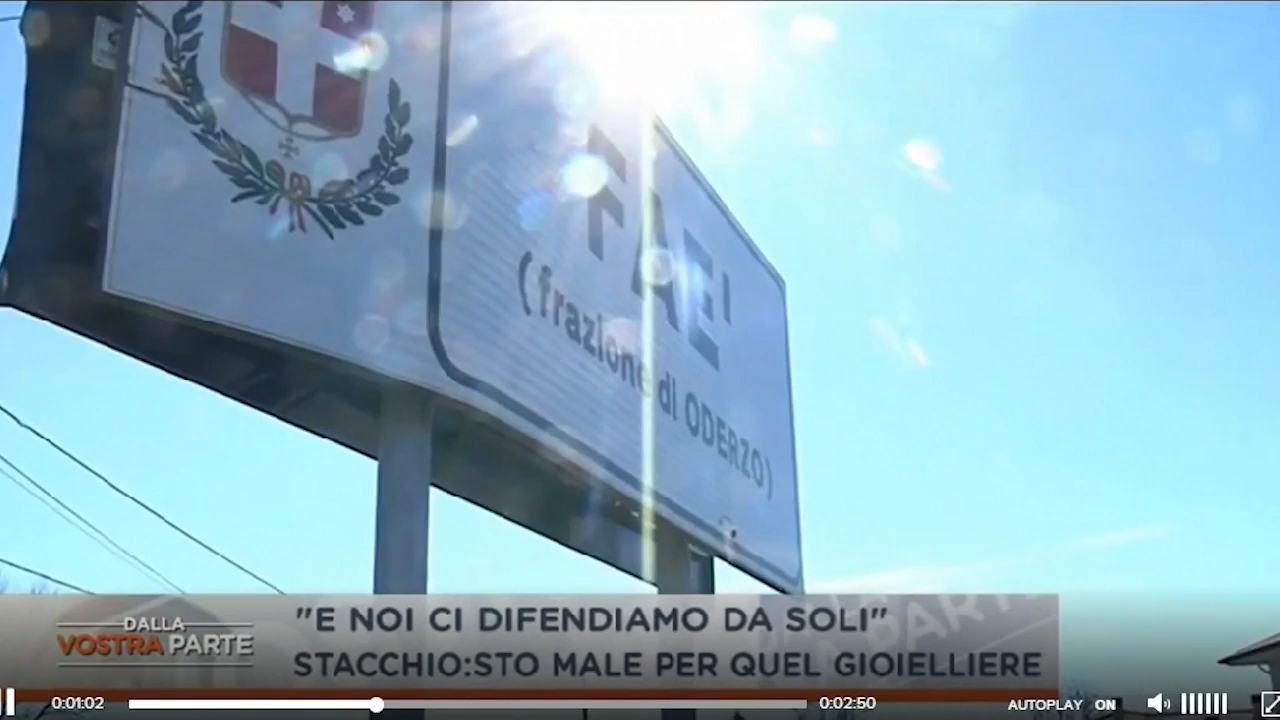 FAE'
(frazione di ODERZO)
DALLA
VOSTRA PARTE
"E NOI CI DIFENDIAMO DA SOLI"
STACCHIO:STO MALE PER QUEL GIOIELLIERE
0:01:02
0:02:50
AUTOPLAY ON